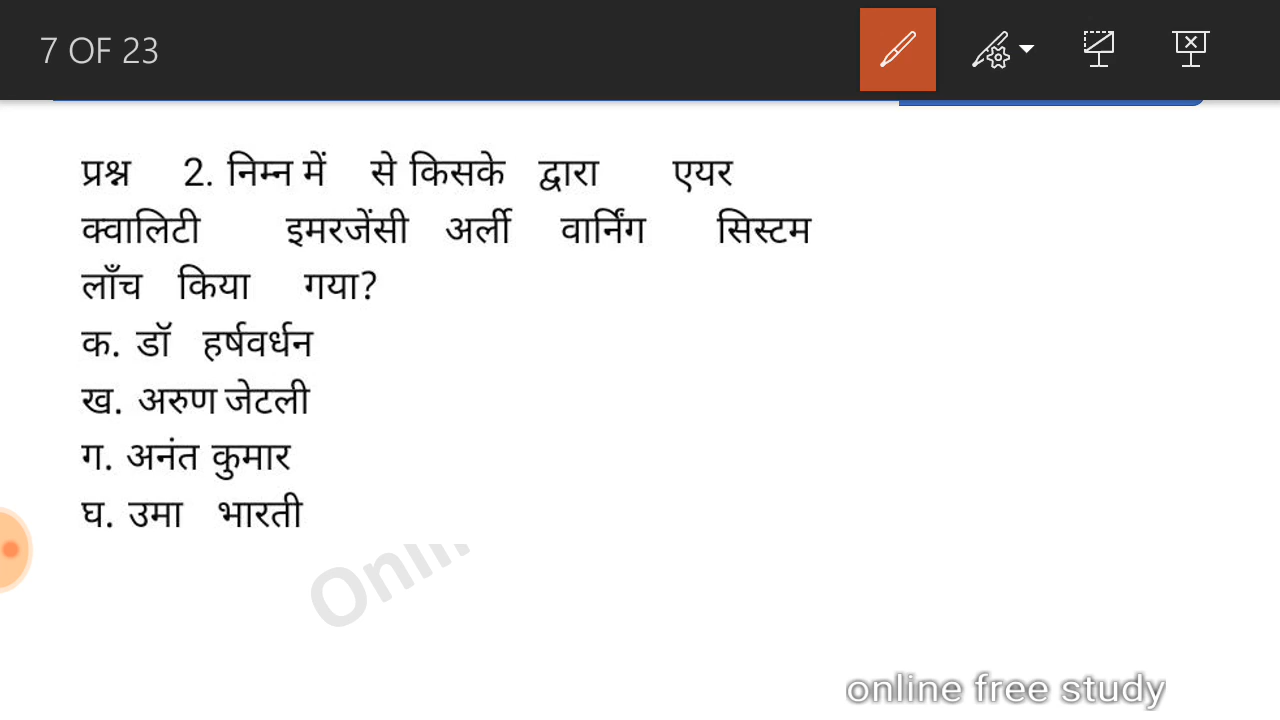 7 OF 23
प्रश्न 2. निम्न में से किसके द्वारा एयर
क्वालिटी इमरजेंसी अर्ली वार्निंग सिस्टम
लाँच किया गया?
क. डॉ हर्षवर्धन
ख. अरुण जेटली
ग. अनंत कुमार
घ. उमा भारती
online free study